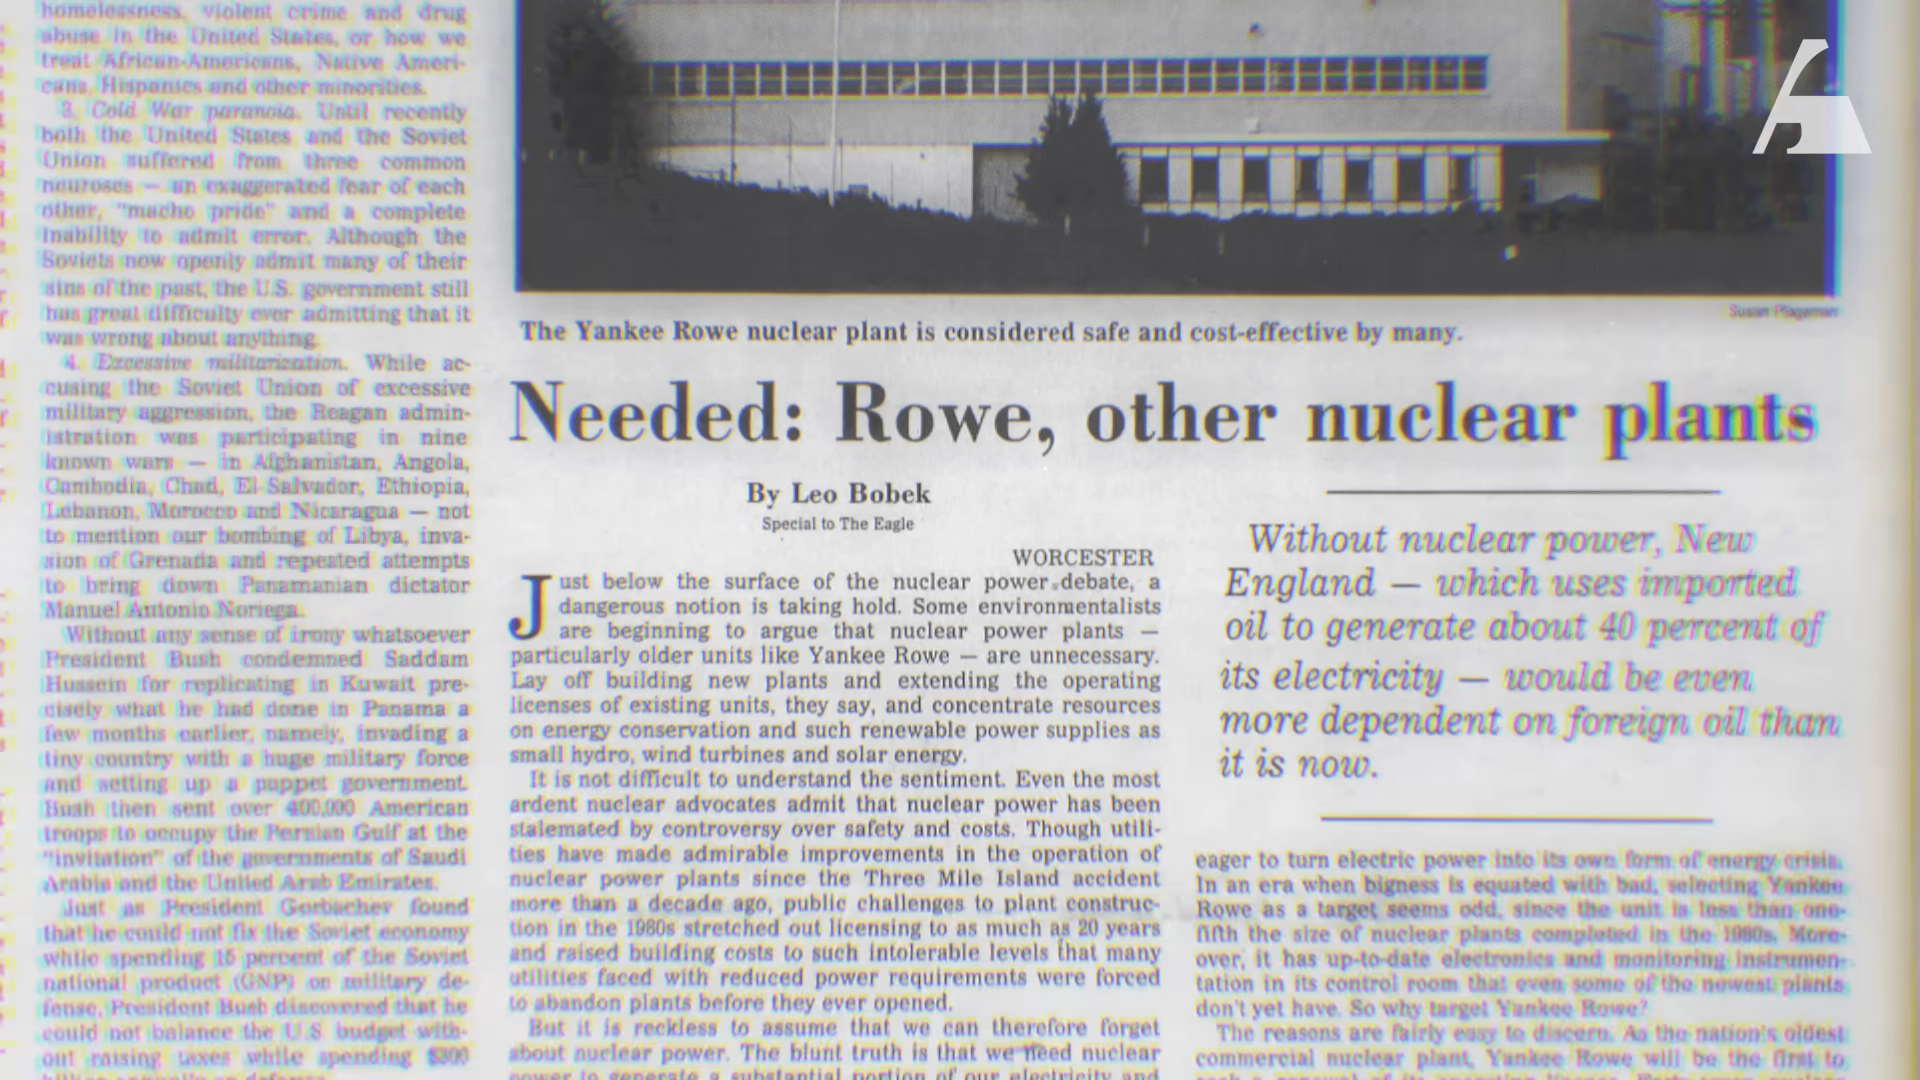 homelessness, violent crime and drug
abuse in the United States, or how we
treat African-Americans, Native Ameri-
cans, Hispanics and other minorities.
3. Cold War paranoia. Until recently
both the United States and the Soviet
Union suffered from three common
neuroses — an exaggerated fear of each
other, "macho pride" and a complete
inability to admit error. Although the
Soviets now openly admit many of their
sins of the past, the U.S. government still
has great difficulty ever admitting that it
was wrong about anything.
4. Excessive militarization. While ac-
cusing the Soviet Union of excessive
military aggression, the Reagan admin-
istration was participating in nine
known wars — in Afghanistan, Angola,
Cambodia, Chad, El Salvador, Ethiopia,
Lebanon, Morocco and Nicaragua — not
to mention our bombing of Libya, inva-
sion of Grenada and repeated attempts
to bring down Panamanian dictator
Manuel Antonio Noriega.
Without any sense of irony whatsoever
President Bush condemned Saddam
Hussein for replicating in Kuwait pre-
cisely what he had done in Panama a
few months earlier, namely, invading a
tiny country with a huge military force
and setting up a puppet government.
Bush then sent over 400,000 American
troops to occupy the Persian Gulf at the
"invitation" of the governments of Saudi
Arabia and the United Arab Emirates.
Just as President Gorbachev found
that he could not fix the Soviet economy
while spending 15 percent of the Soviet
national product (GNP) on military de-
fense, President Bush discovered that he
could not balance the U.S. budget with-
out raising taxes while spending $300
Susan Plageman
The Yankee Rowe nuclear plant is considered safe and cost-effective by many.
Needed: Rowe, other nuclear plants
By Leo Bobek
Special to The Eagle
WORCESTER
Just below the surface of the nuclear power debate, a
dangerous notion is taking hold. Some environmentalists
are beginning to argue that nuclear power plants —
particularly older units like Yankee Rowe — are unnecessary.
Lay off building new plants and extending the operating
licenses of existing units, they say, and concentrate resources
on energy conservation and such renewable power supplies as
small hydro, wind turbines and solar energy.
It is not difficult to understand the sentiment. Even the most
ardent nuclear advocates admit that nuclear power has been
stalemated by controversy over safety and costs. Though utili-
ties have made admirable improvements in the operation of
nuclear power plants since the Three Mile Island accident
more than a decade ago, public challenges to plant construc-
tion in the 1980s stretched out licensing to as much as 20 years
and raised building costs to such intolerable levels that many
utilities faced with reduced power requirements were forced
to abandon plants before they ever opened.
But it is reckless to assume that we can therefore forget
about nuclear power. The blunt truth is that we need nuclear
power to generate a substantial portion of our electricity and
Without nuclear power, New
England — which uses imported
oil to generate about 40 percent of
its electricity — would be even
more dependent on foreign oil than
it is now.
eager to turn electric power into its own form of energy crisis.
In an era when bigness is equated with bad, selecting Yankee
Rowe as a target seems odd, since the unit is less than one-
fifth the size of nuclear plants completed in the 1980s. More-
over, it has up-to-date electronics and monitoring instrumen-
tation in its control room that even some of the newest plants
don't yet have. So why target Yankee Rowe?
The reasons are fairly easy to discern. As the nation's oldest
commercial nuclear plant, Yankee Rowe will be the first to